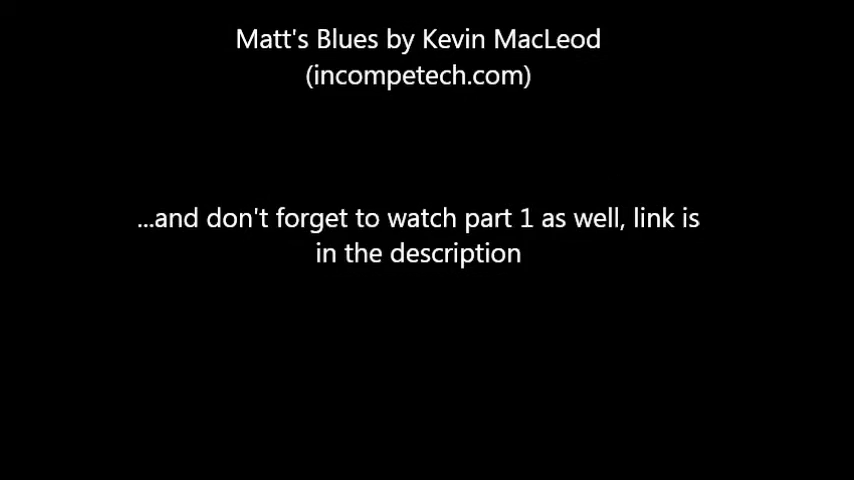 Matt's Blues by Kevin MacLeod
(incompetech.com)
...and don't forget to watch part 1 as well, link is
in the description